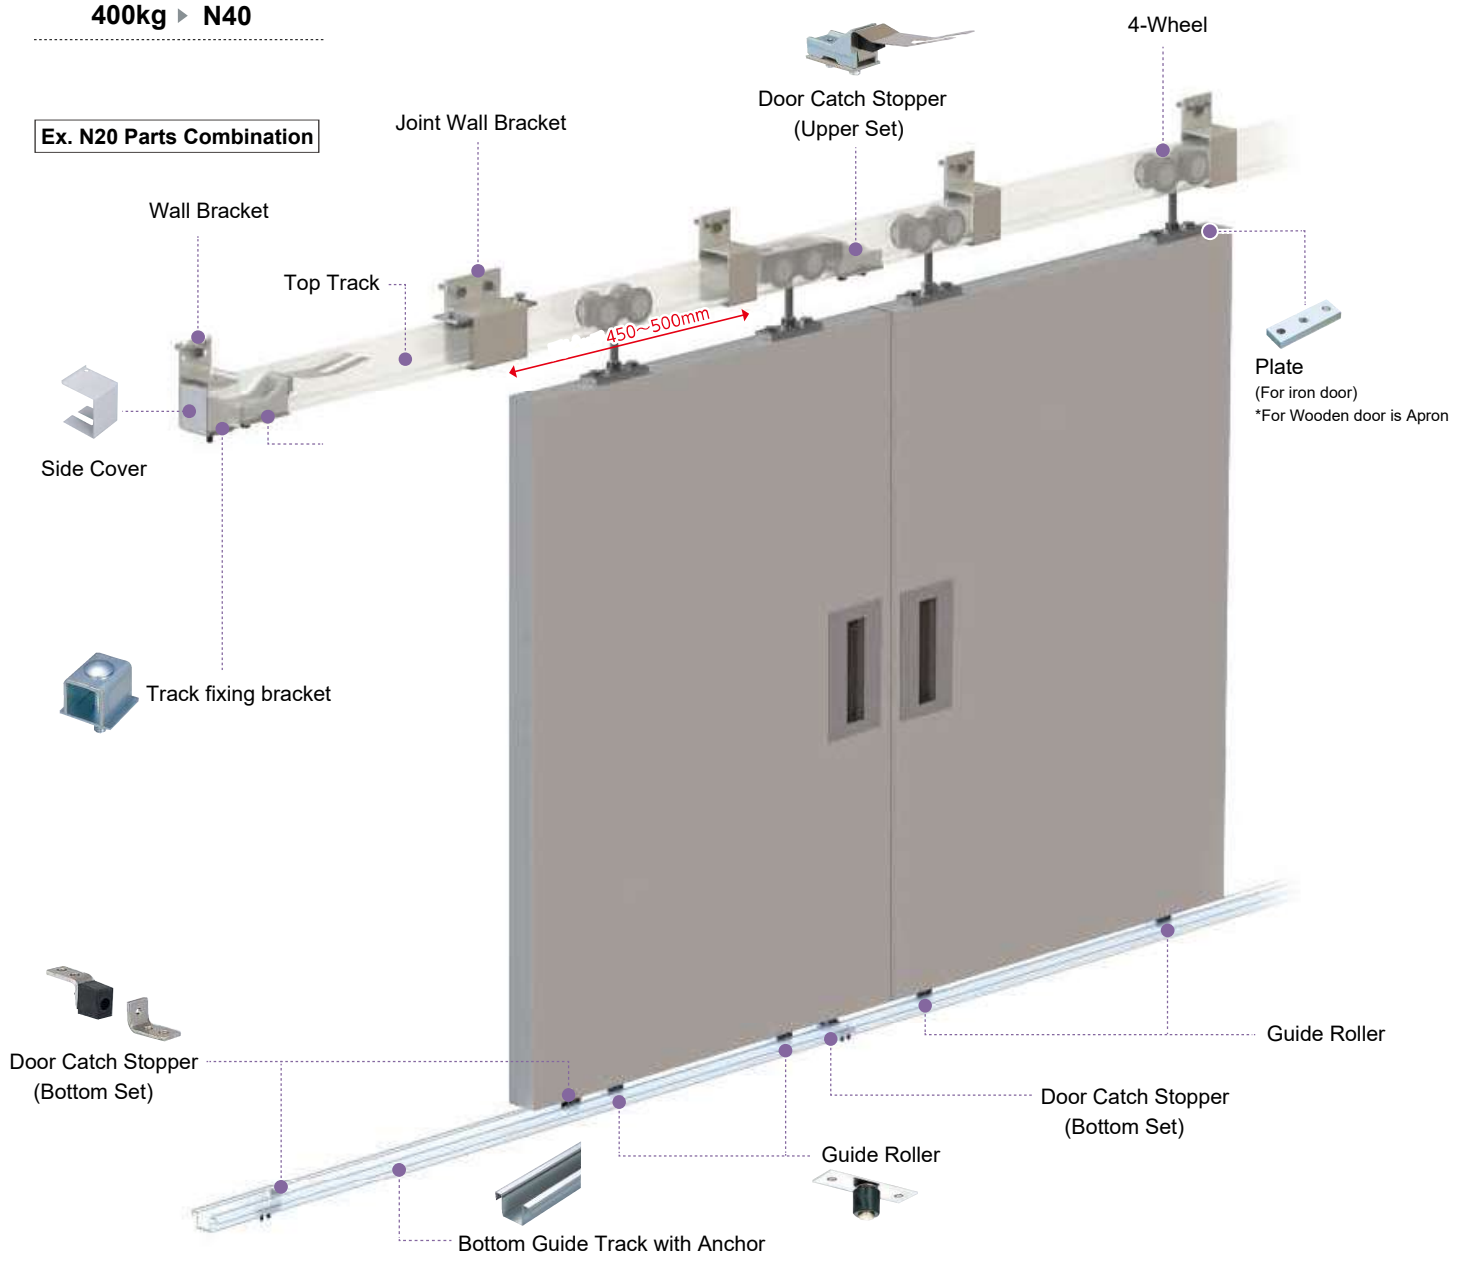 400kg ▶ N40
4-Wheel
Door Catch Stopper
(Upper Set)
Joint Wall Bracket
Ex. N20 Parts Combination
Wall Bracket
Top Track
450~500mm
Plate
(For iron door)
*For Wooden door is Apron
Side Cover
Track fixing bracket
Guide Roller
Door Catch Stopper
(Bottom Set)
Door Catch Stopper
(Bottom Set)
Guide Roller
Bottom Guide Track with Anchor